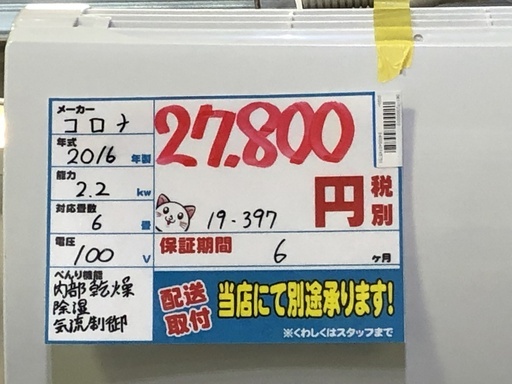 メーカー
コロナ
年式
2016 年製
能力
2.2 kw
対応畳数
6 畳
電圧
100 V
べんり機能
内部乾燥
除湿
気流制御
27.800
円 税別
19-397
保証期間 6 ヶ月
配送取付 当店にて別途承ります!
※くわしくはスタッフまで